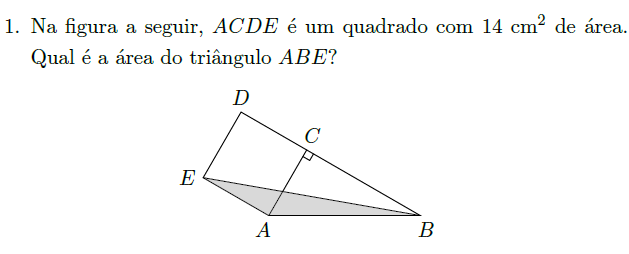 1. Na figura a seguir, ACDE é um quadrado com 14 cm² de área.
Qual é a área do triângulo ABE?
D
C
E
A
B